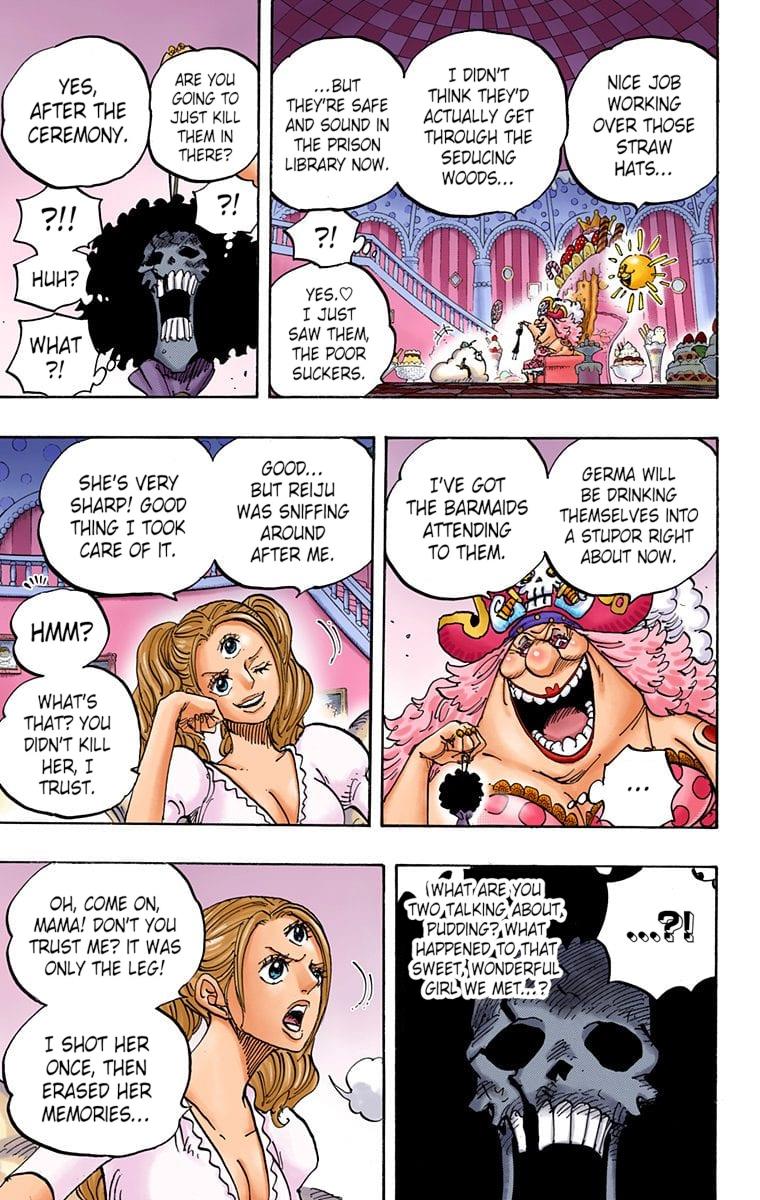 NICE JOB
WORKING
OVER THOSE
STRAW
HATS...
I DIDN'T
THINK THEY'D
ACTUALLY GET
THROUGH THE
SEDUCING
WOODS...
...BUT
THEY'RE SAFE
AND SOUND IN
THE PRISON
LIBRARY NOW.
?!
YES.♡
I JUST
SAW THEM,
THE POOR
SUCKERS.
ARE YOU
GOING TO
JUST KILL
THEM IN
THERE?
YES,
AFTER THE
CEREMONY.
?!
?!!
HUH?
WHAT
?!
GERMA WILL
BE DRINKING
THEMSELVES INTO
A STUPOR RIGHT
ABOUT NOW.
I'VE GOT
THE BARMAIDS
ATTENDING
TO THEM.
...
GOOD...
BUT REIJU
WAS SNIFFING
AROUND
AFTER ME.
SHE'S VERY
SHARP! GOOD
THING I TOOK
CARE OF IT.
HMM?
WHAT'S
THAT? YOU
DIDN'T KILL
HER, I
TRUST.
...?!
(WHAT ARE YOU
TWO TALKING ABOUT,
PUDDING? WHAT
HAPPENED TO THAT
SWEET, WONDERFUL
GIRL WE MET...?
OH, COME ON,
MAMA! DON'T YOU
TRUST ME? IT WAS
ONLY THE LEG!
I SHOT HER
ONCE, THEN
ERASED HER
MEMORIES...